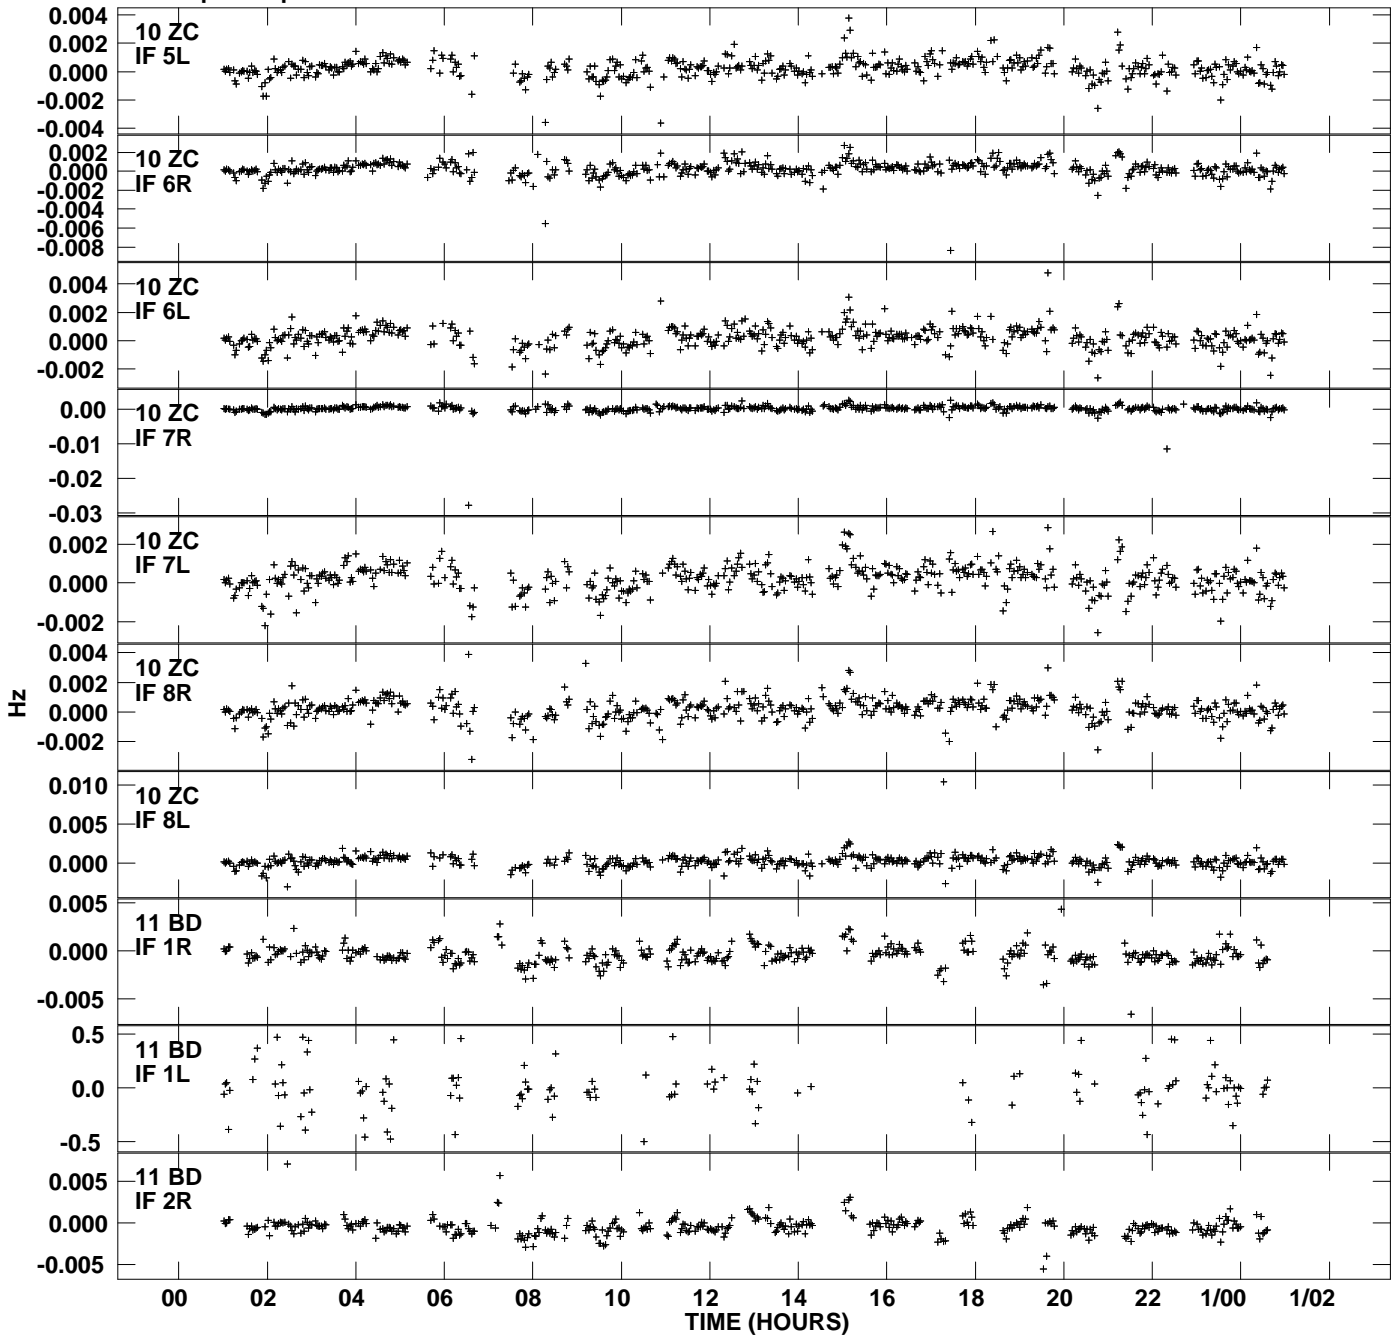 0.004
10 ZC
0.002
IF 5L
0.000
-0.002
-0.004
0.002
10 ZC
0.000
IF 6R
-0.002
-0.004
-0.006
-0.008
0.004
10 ZC
IF 6L
0.002
0.000
-0.002
0.00
10 ZC
IF 7R
-0.01
-0.02
-0.03
0.002
10 ZC
IF 7L
0.000
-0.002
0.004
10 ZC
IF 8R
0.002
0.000
-0.002
Hz
0.010
10 ZC
IF 8L
0.005
0.000
0.005
11 BD
IF 1R
0.000
-0.005
0.5
11 BD
IF 1L
0.0
-0.5
11 BD
0.005
IF 2R
0.000
-0.005
00 02 04 06 08 10 12 14 16 18 20 22 1/00 1/02
TIME (HOURS)